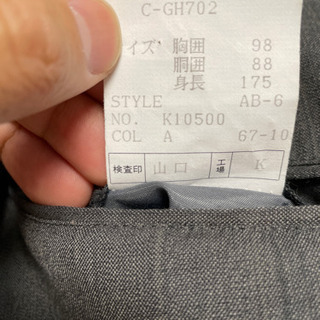 C-GH702
サイズ 胸囲 98
胴囲 88
身長 175
STYLE AB-6
NO. K10500
COL A 67-10
検査印 山口 工場 K